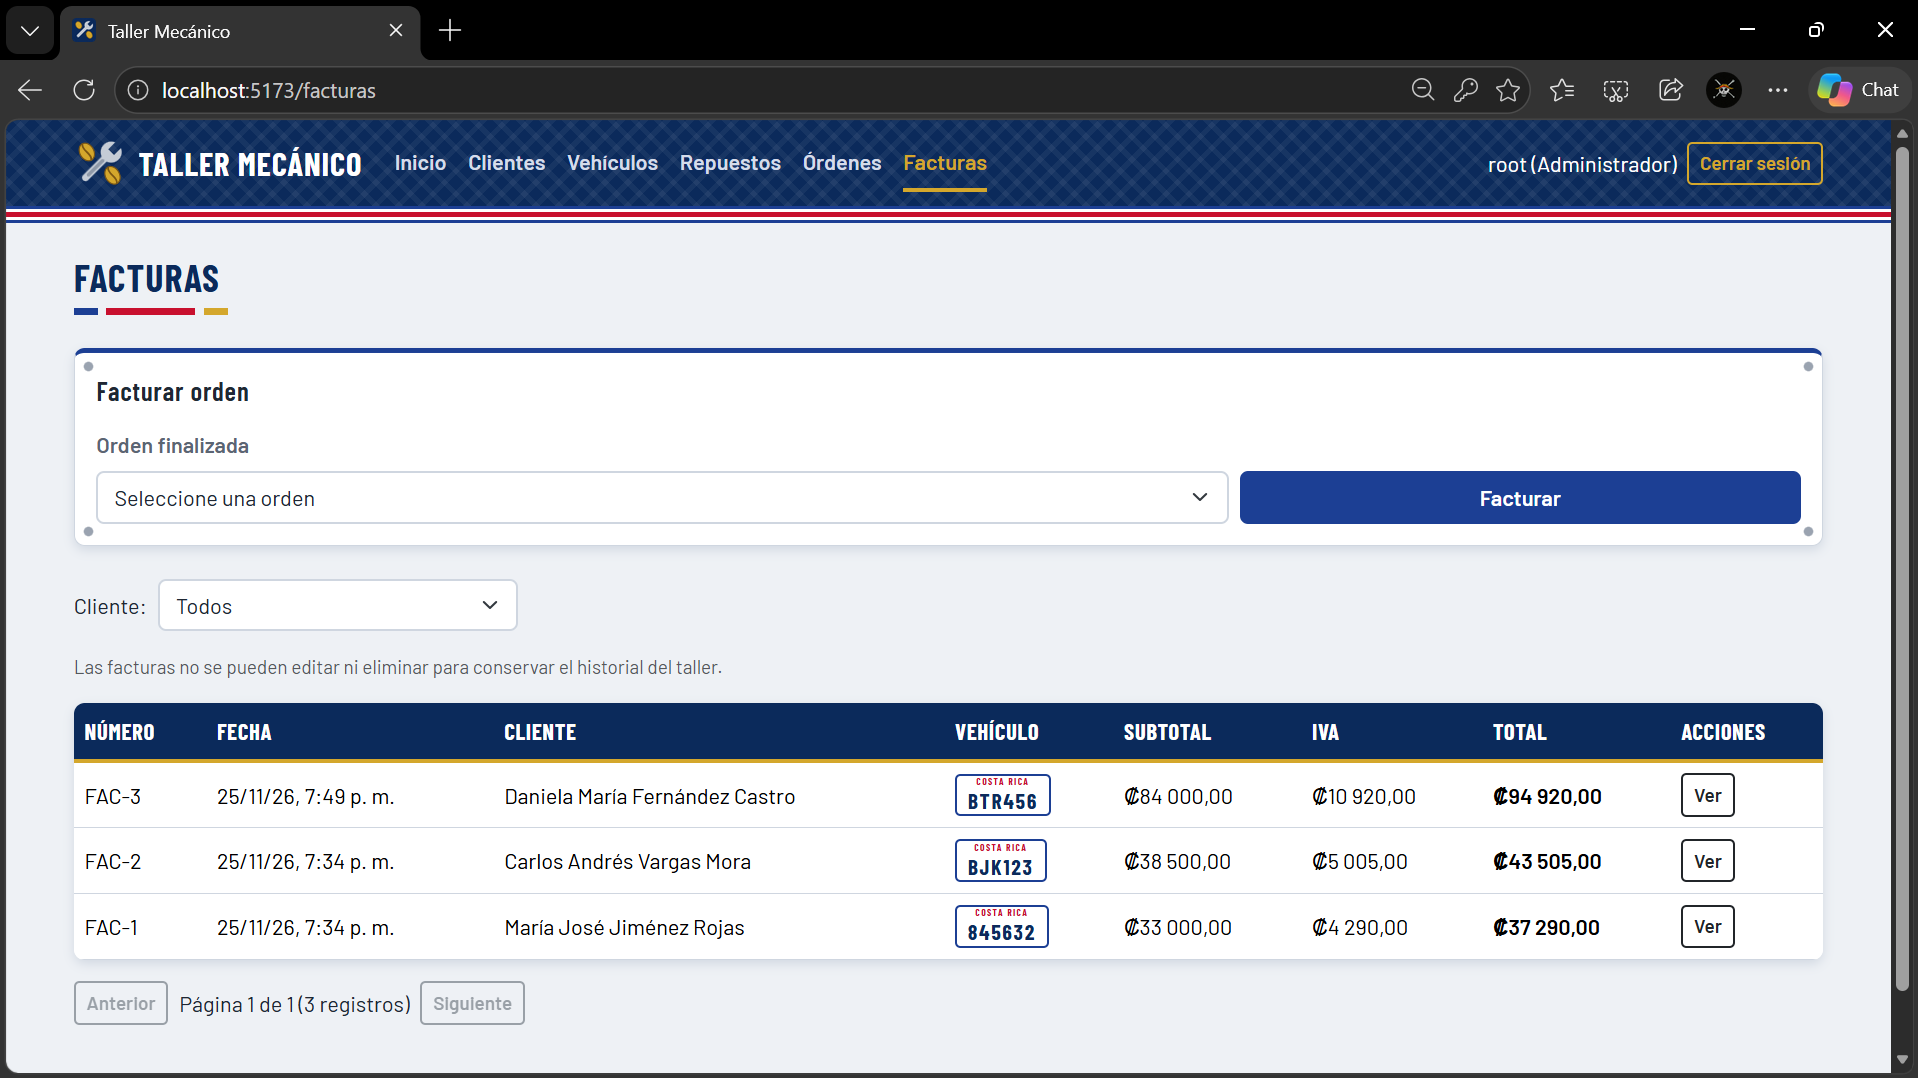 Taller Mecánico
localhost:5173/facturas
Chat
TALLER MECÁNICO Inicio Clientes Vehículos Repuestos Órdenes Facturas root (Administrador) Cerrar sesión
FACTURAS
Facturar orden
Orden finalizada
Seleccione una orden Facturar
Cliente: Todos
Las facturas no se pueden editar ni eliminar para conservar el historial del taller.
NÚMERO FECHA CLIENTE VEHÍCULO SUBTOTAL IVA TOTAL ACCIONES
COSTA RICA
FAC-3 25/11/26, 7:49 p. m. Daniela María Fernández Castro BTR456 ₡84 000,00 ₡10 920,00 ₡94 920,00 Ver
COSTA RICA
FAC-2 25/11/26, 7:34 p. m. Carlos Andrés Vargas Mora BJK123 ₡38 500,00 ₡5 005,00 ₡43 505,00 Ver
COSTA RICA
FAC-1 25/11/26, 7:34 p. m. María José Jiménez Rojas 845632 ₡33 000,00 ₡4 290,00 ₡37 290,00 Ver
Anterior Página 1 de 1 (3 registros) Siguiente